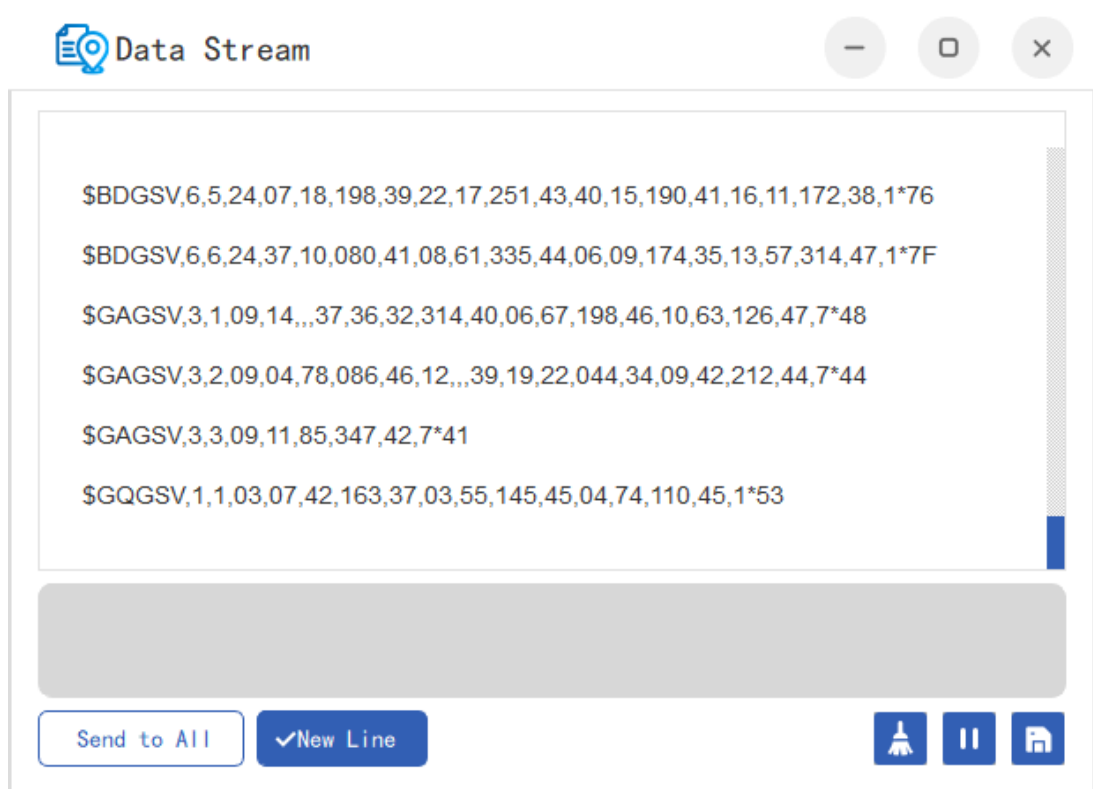 Data Stream
$BDGSV,6,5,24,07,18,198,39,22,17,251,43,40,15,190,41,16,11,172,38,1*76
$BDGSV,6,6,24,37,10,080,41,08,61,335,44,06,09,174,35,13,57,314,47,1*7F
$GAGSV,3,1,09,14,,,37,36,32,314,40,06,67,198,46,10,63,126,47,7*48
$GAGSV,3,2,09,04,78,086,46,12,,,39,19,22,044,34,09,42,212,44,7*44
$GAGSV,3,3,09,11,85,347,42,7*41
$GQGSV,1,1,03,07,42,163,37,03,55,145,45,04,74,110,45,1*53
Send to All
New Line